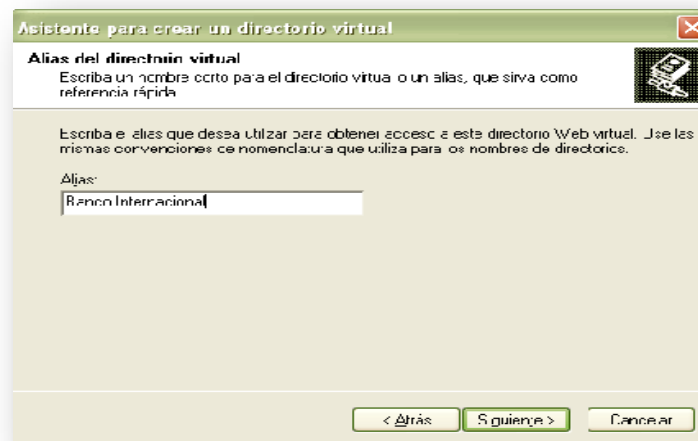 Asistente para crear un directorio virtual
Alias del directorio virtual
Escriba un nombre corto para el directorio virtual o un alias, que sirva como
referencia rápida.
Escriba el alias que desea utilizar para obtener acceso a este directorio Web virtual. Use las
mismas convenciones de nomenclatura que utiliza para los nombres de directorios.
Alias:
Banco Internacional
< Atrás
Siguiente >
Cancelar